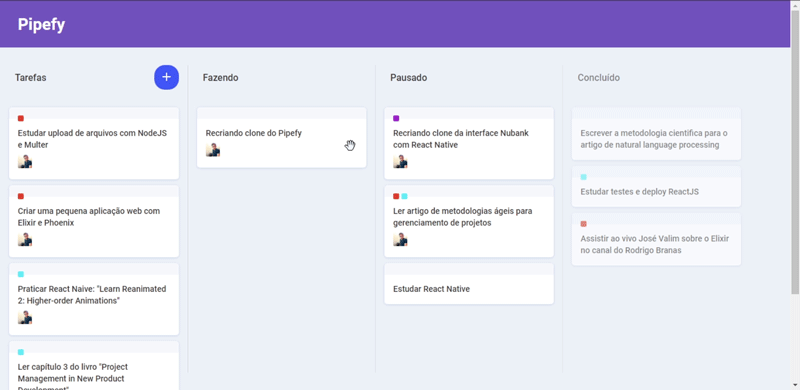 Pipefy
Tarefas
+
Estudar upload de arquivos com NodeJS
e Multer
Criar uma pequena aplicação web com
Elixir e Phoenix
Praticar React Naive: "Learn Reanimated
2: Higher-order Animations"
Ler capítulo 3 do livro "Project
Management in New Product
Development"
Fazendo
Recriando clone do Pipefy
Pausado
Recriando clone da interface Nubank
com React Native
Ler artigo de metodologias ágeis para
gerenciamento de projetos
Estudar React Native
Concluído
Escrever a metodologia cientifica para o
artigo de natural language processing
Estudar testes e deploy ReactJS
Assistir ao vivo José Valim sobre o Elixir
no canal do Rodrigo Branas